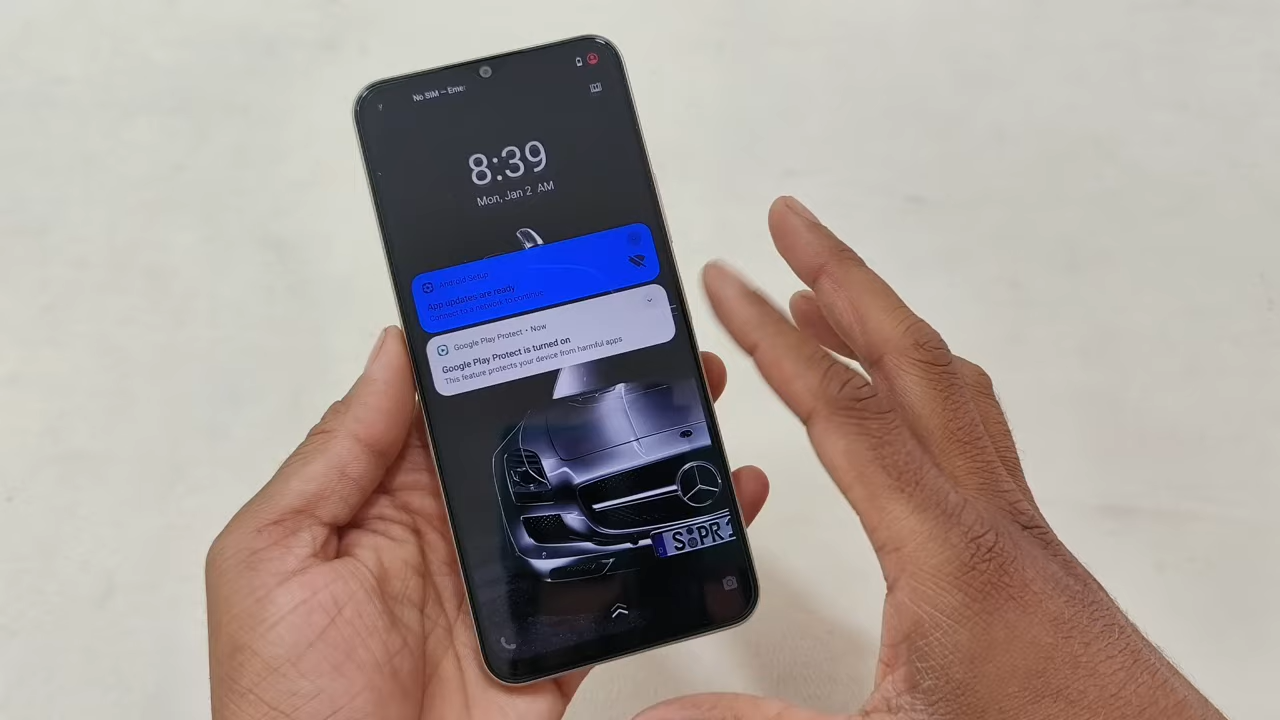 No SIM — Emer
8:39
Mon, Jan 2 AM
Android Setup
App updates are ready
Connect to a network to continue
Google Play Protect • Now
Google Play Protect is turned on
This feature protects your device from harmful apps
S PR